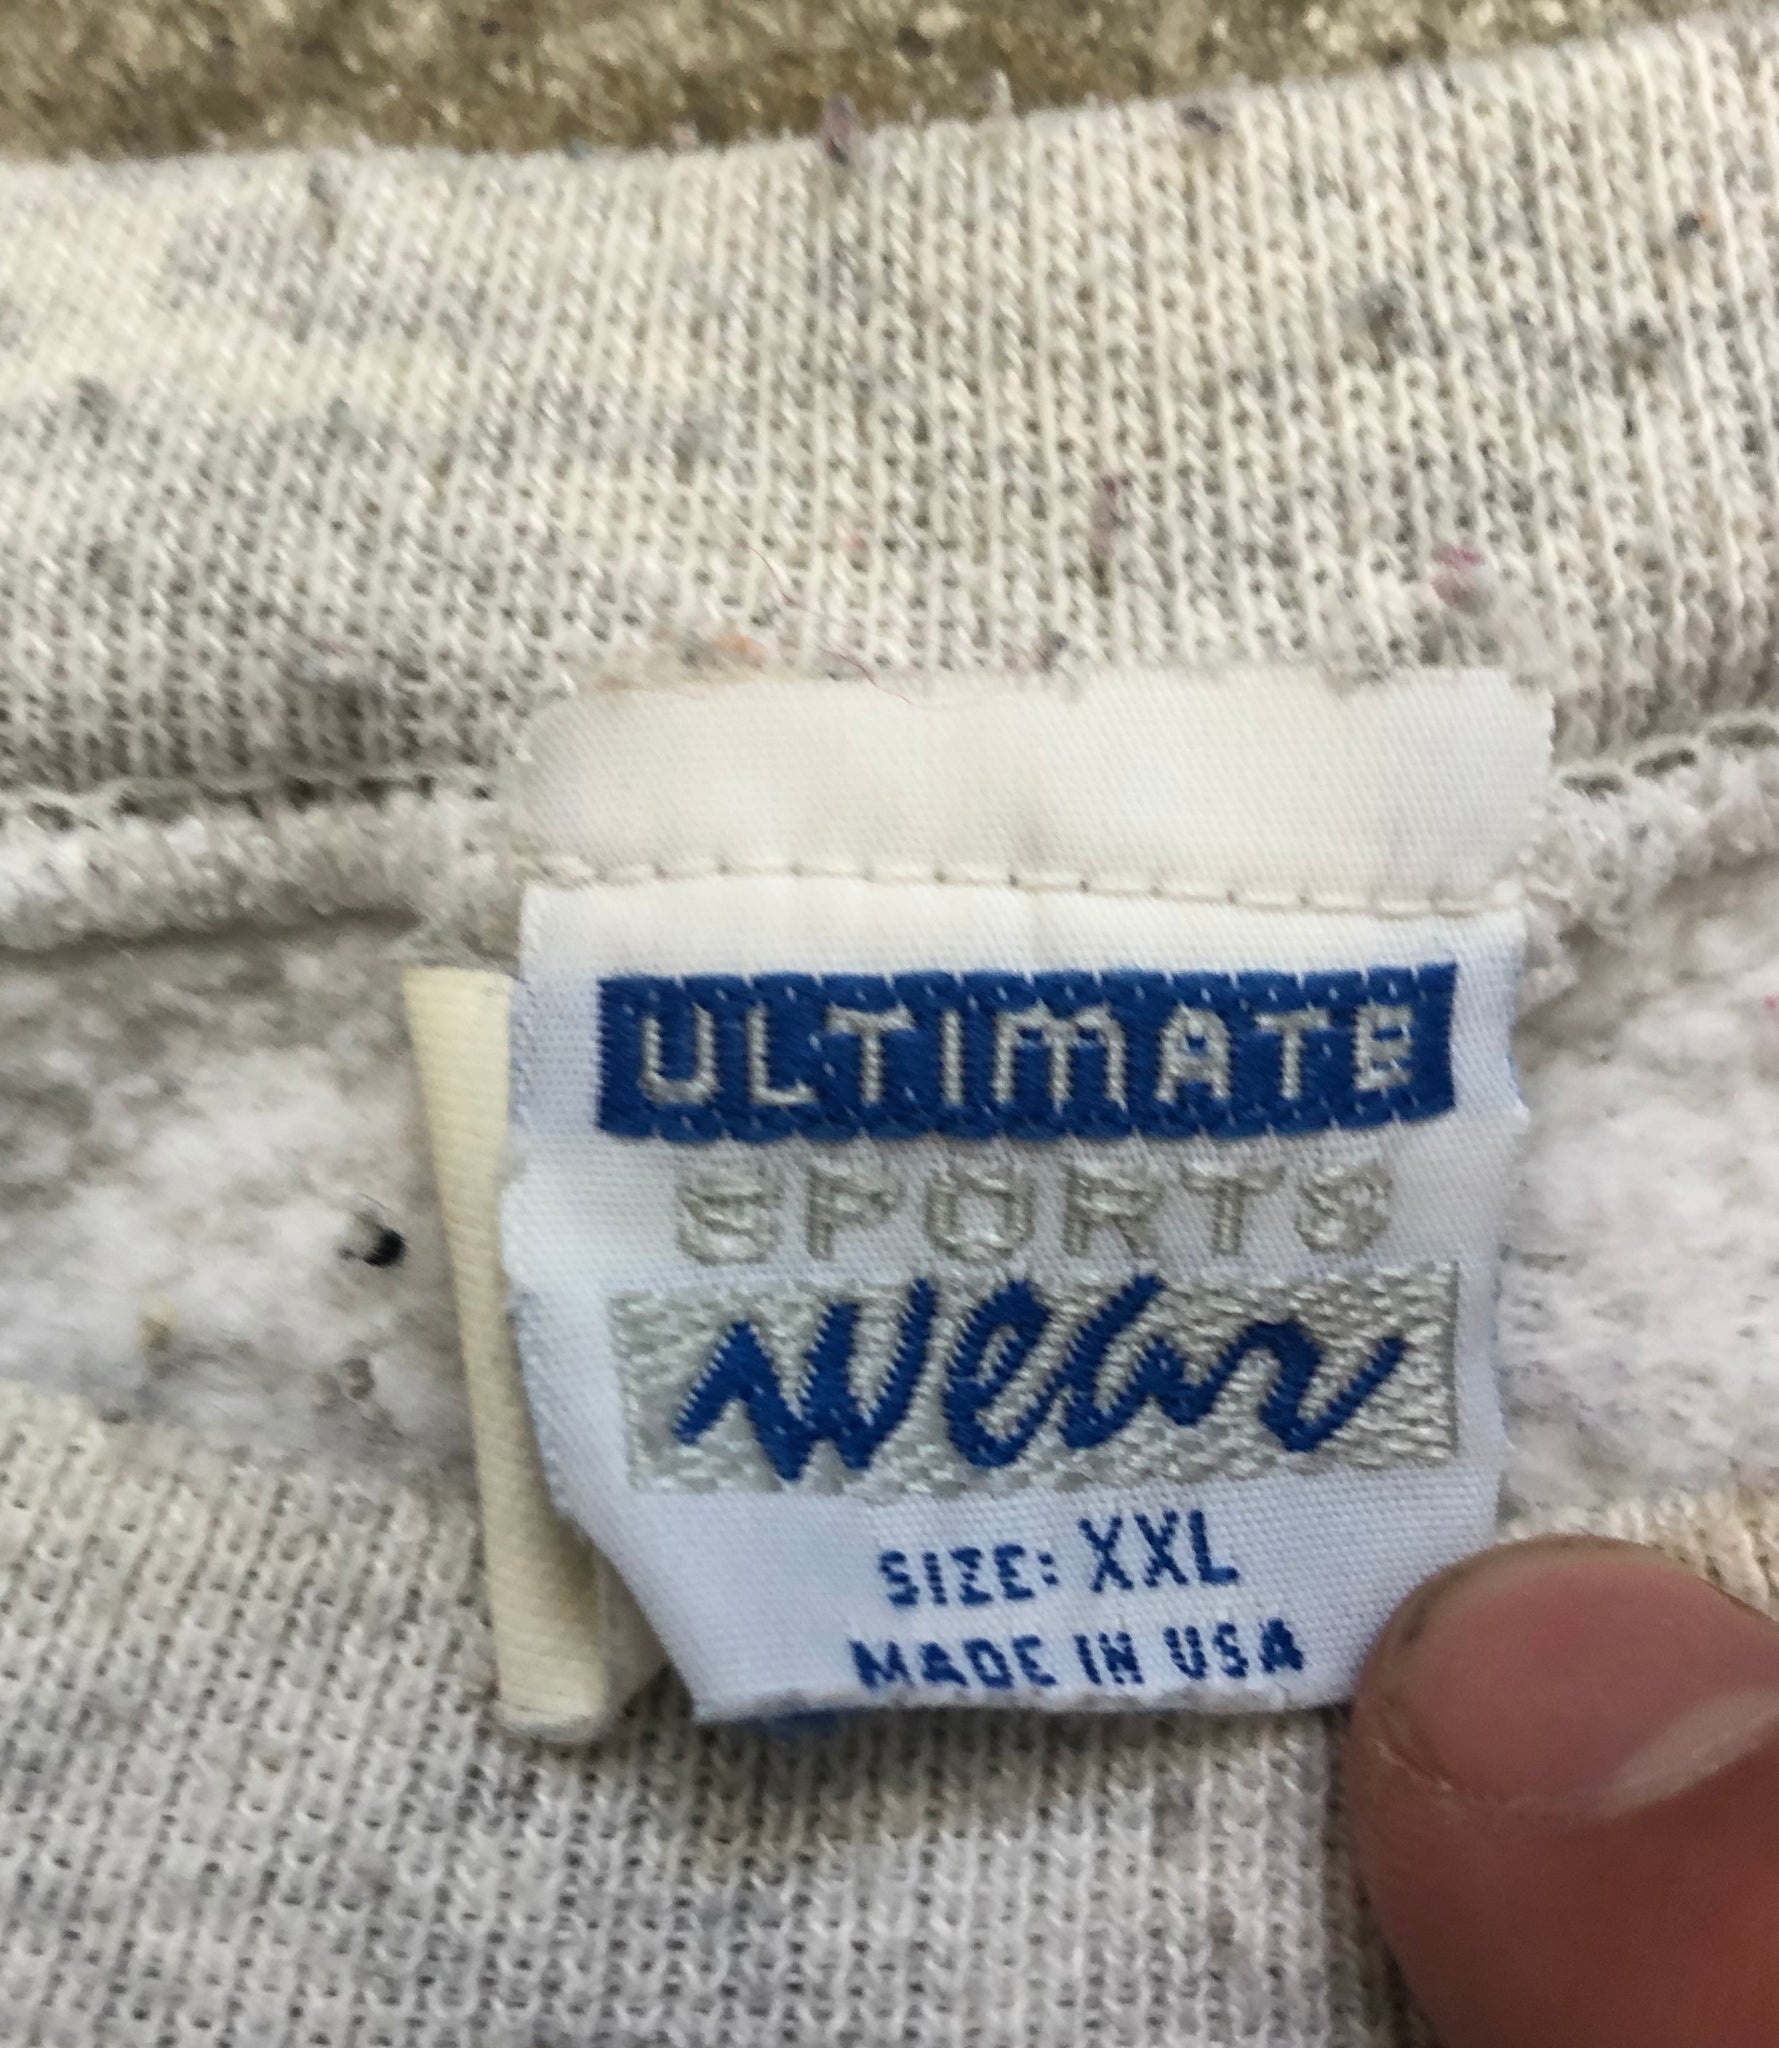 ULTIMATE
SPORTS
Wear
SIZE: XXL
MADE IN USA